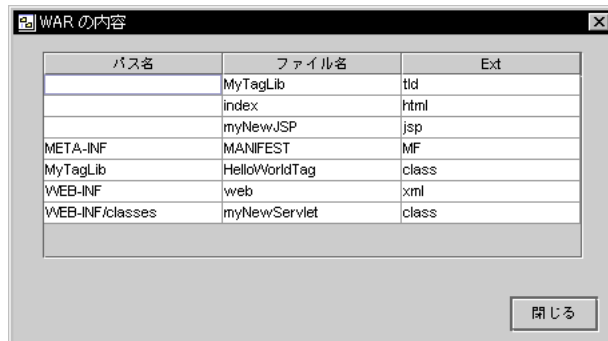 WAR の内容
パス名 ファイル名 Ext
MyTagLib tld
index html
myNewJSP jsp
META-INF MANIFEST MF
MyTagLib HelloWorldTag class
WEB-INF web xml
WEB-INF/classes myNewServlet class
閉じる